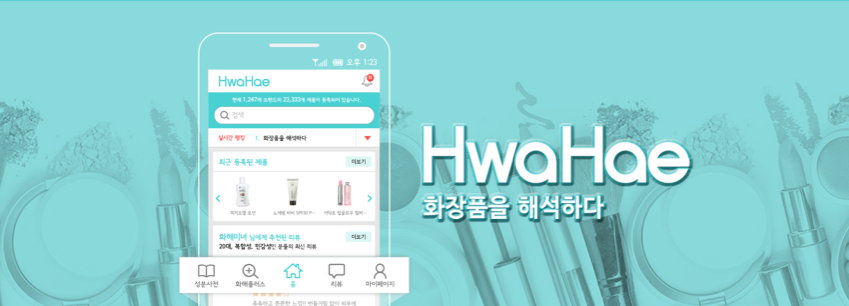 오후 1:23
HwaHae
N
현재 1,247개 브랜드의 23,333개 제품이 등록되어 있습니다.
검색
실시간 랭킹 1. 화장품을 해석하다
최근 등록된 제품 더보기
화해미녀 님에게 추천된 리뷰 더보기
20대, 복합성, 민감성인 분들의 최신 리뷰
성분사전 화해플러스 홈 리뷰 마이페이지
HwaHae
화장품을 해석하다